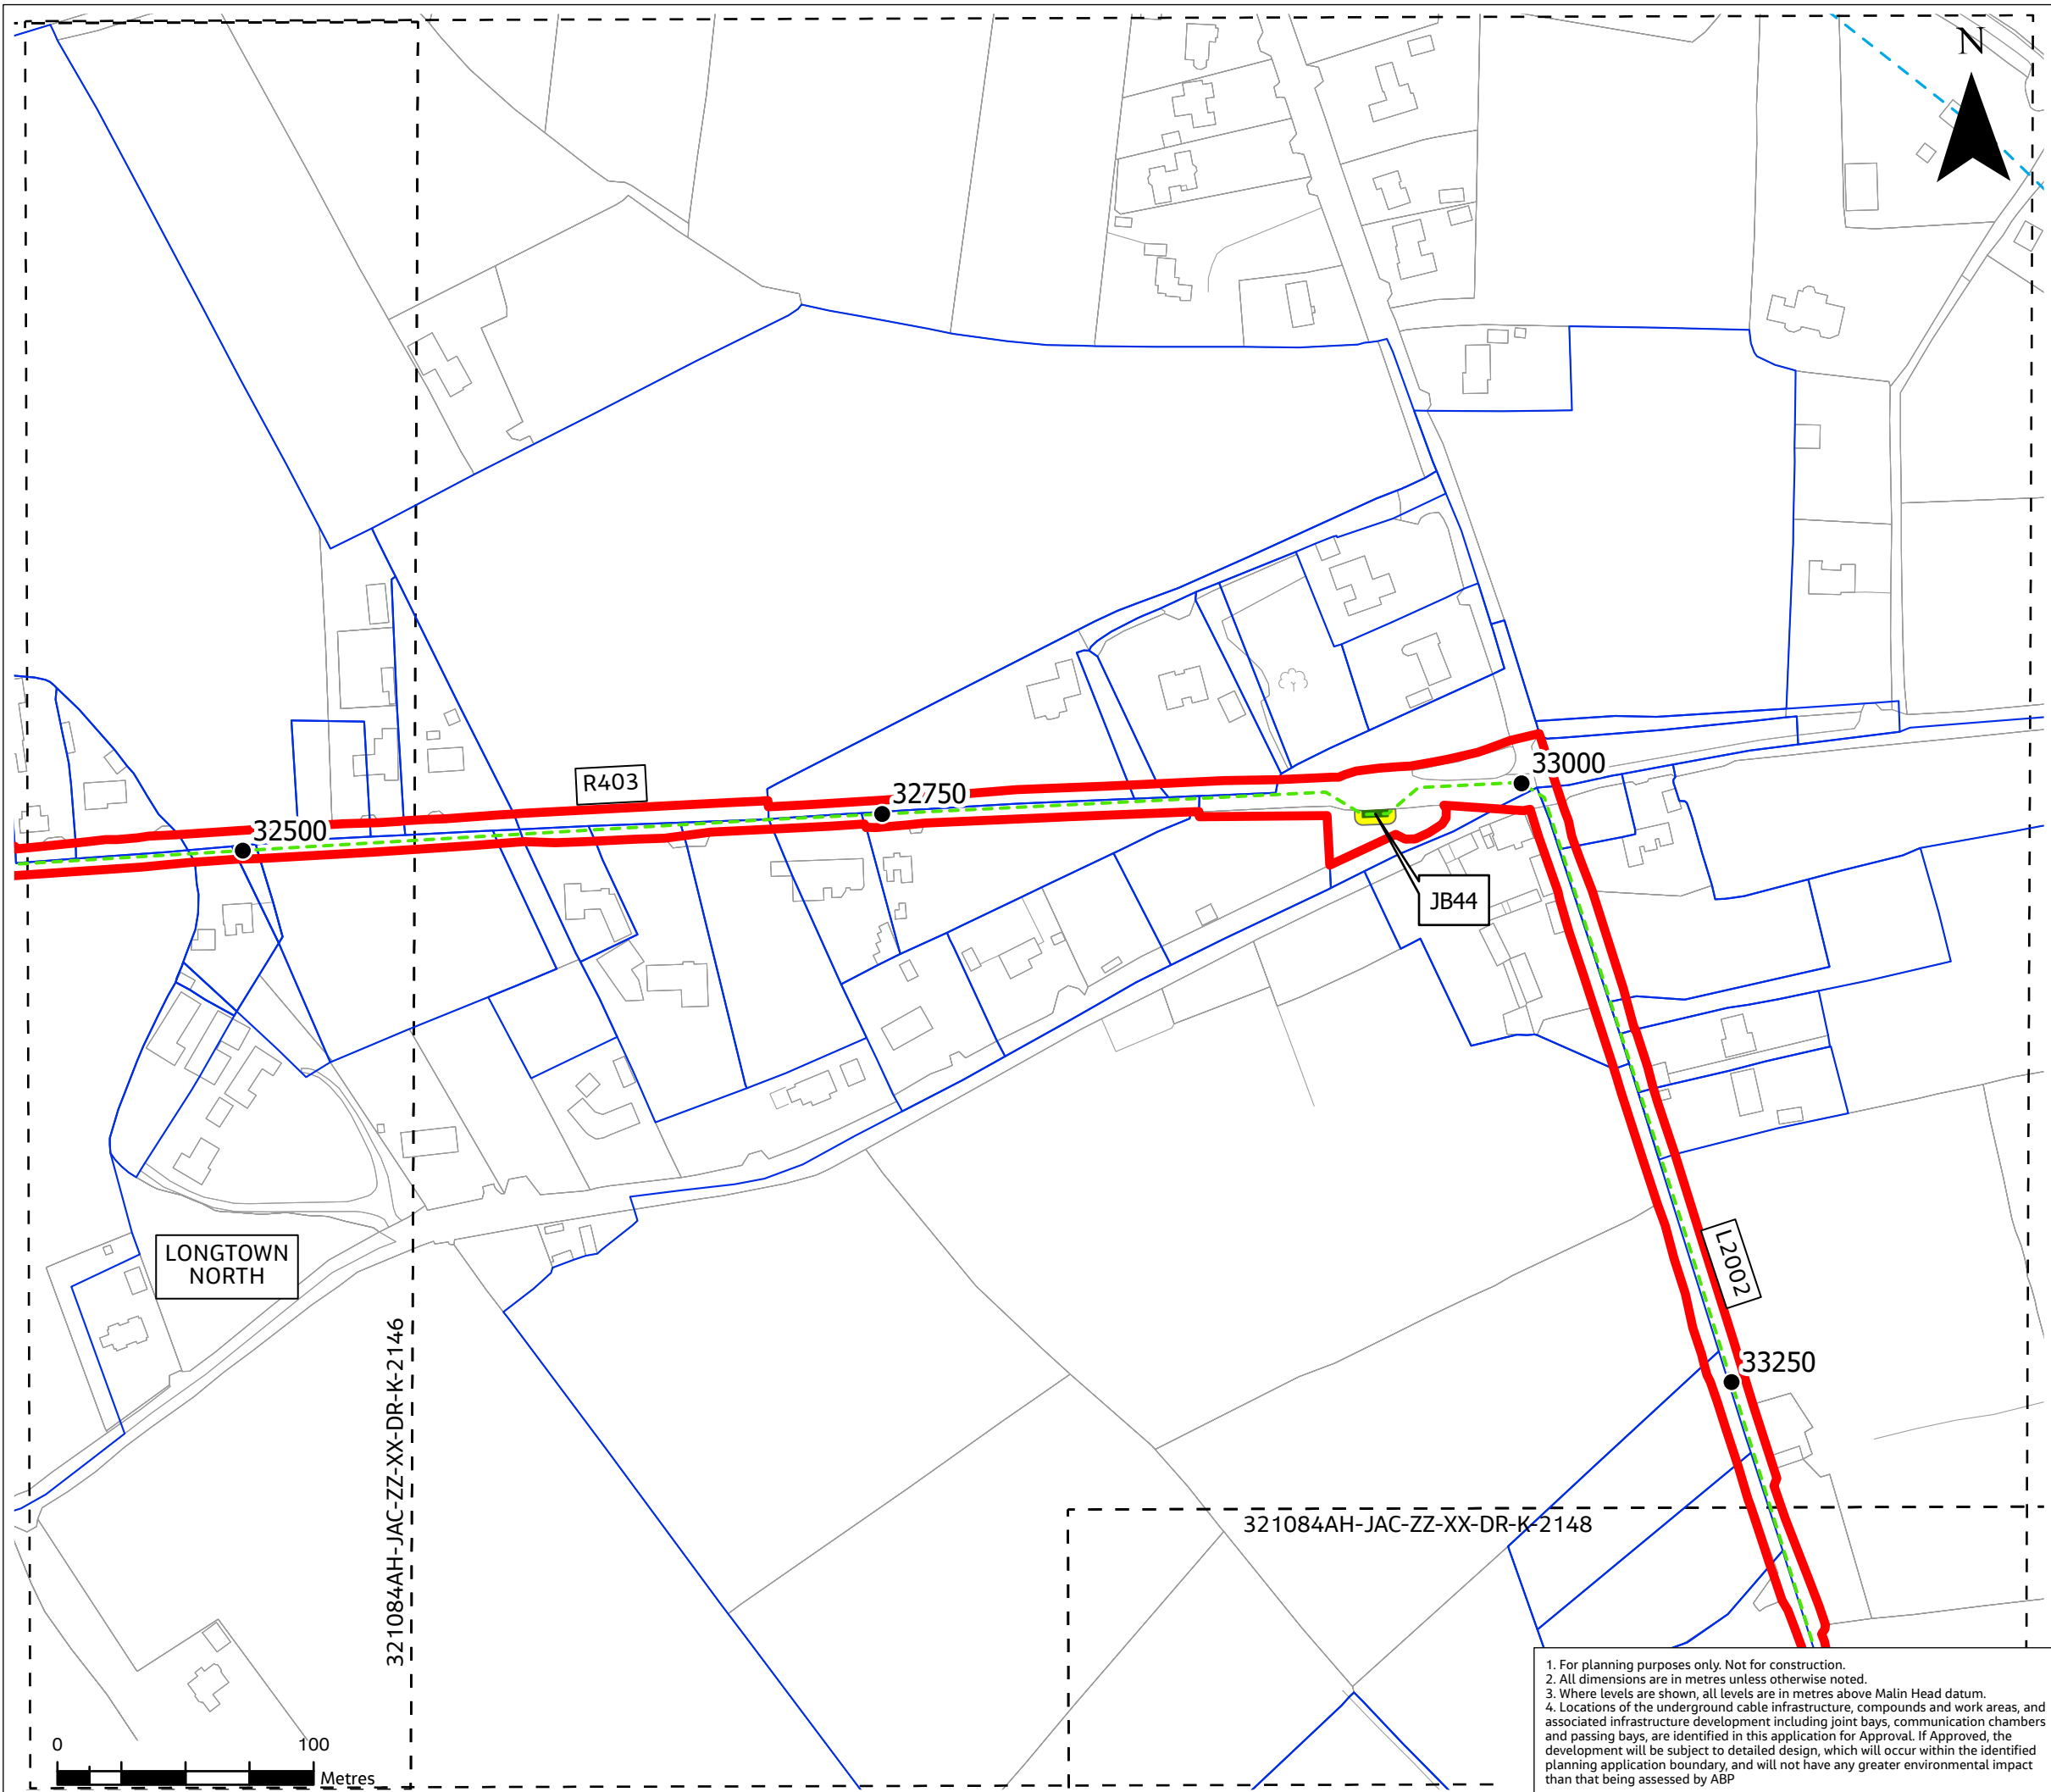 N
R403
32500
32750
33000
JB44
L2002
33250
LONGTOWN
NORTH
321084AH-JAC-ZZ-XX-DR-K-2146
321084AH-JAC-ZZ-XX-DR-K-2148
0 100
Metres
1. For planning purposes only. Not for construction.
2. All dimensions are in metres unless otherwise noted.
3. Where levels are shown, all levels are in metres above Malin Head datum.
4. Locations of the underground cable infrastructure, compounds and work areas, and
associated infrastructure development including joint bays, communication chambers
and passing bays, are identified in this application for Approval. If Approved, the
development will be subject to detailed design, which will occur within the identified
planning application boundary, and will not have any greater environmental impact
than that being assessed by ABP